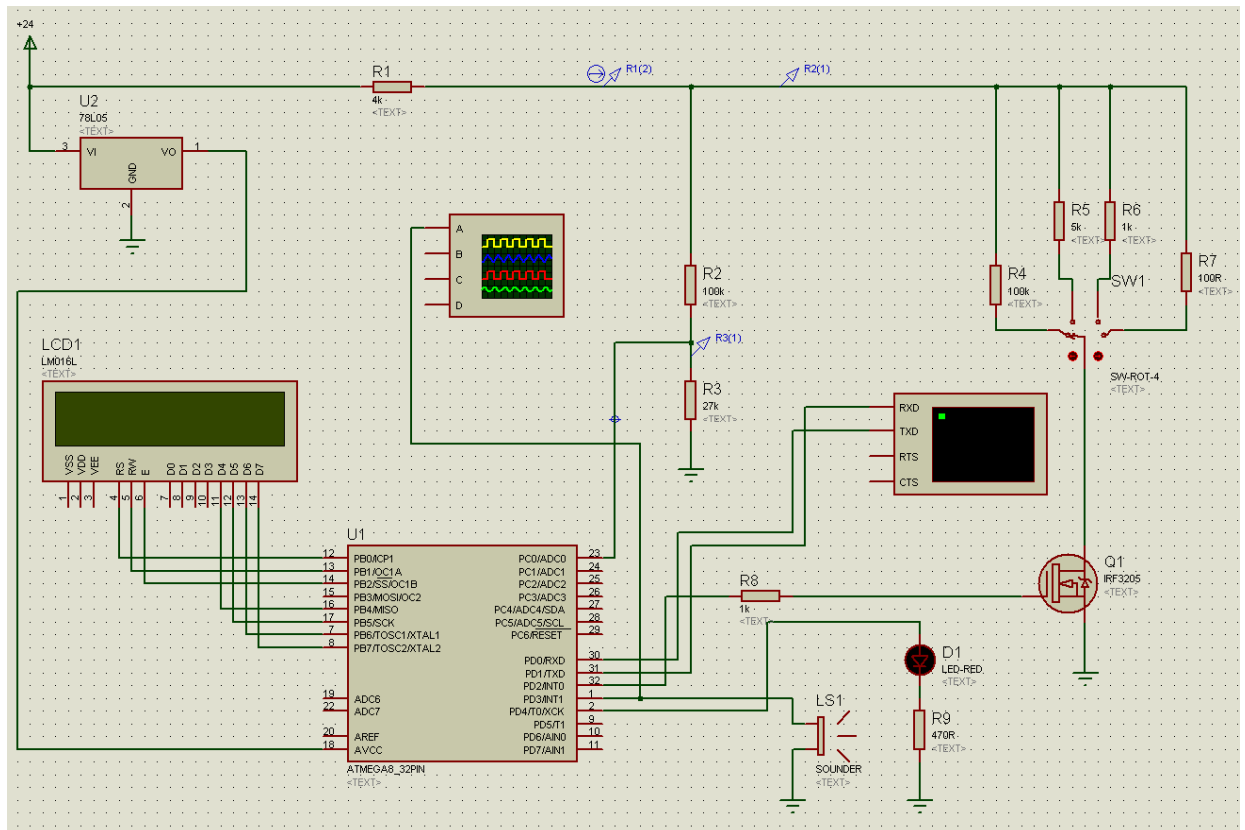 +24
R1
4k
<TEXT>
R1(2)
R2(1)
U2
78L05
<TEXT>
3 VI VO 1
GND
2
A
B
C
D
R2
100k
<TEXT>
R3(1)
R3
27k
<TEXT>
R4
100k
<TEXT>
R5
5k
<TEXT>
R6
1k
<TEXT>
R7
100R
<TEXT>
SW1
SW-ROT-4
<TEXT>
LCD1
LM016L
<TEXT>
VSS VDD VEE RS RW E D0 D1 D2 D3 D4 D5 D6 D7
1 2 3 4 5 6 7 8 9 10 11 12 13 14
RXD
TXD
RTS
CTS
U1
12 PB0/ICP1 PC0/ADC0 23
13 PB1/OC1A PC1/ADC1 24
14 PB2/SS/OC1B PC2/ADC2 25
15 PB3/MOSI/OC2 PC3/ADC3 26
16 PB4/MISO PC4/ADC4/SDA 27
17 PB5/SCK PC5/ADC5/SCL 28
7 PB6/TOSC1/XTAL1 PC6/RESET 29
8 PB7/TOSC2/XTAL2
PD0/RXD 30
PD1/TXD 31
PD2/INT0 32
19 ADC6 PD3/INT1 1
22 ADC7 PD4/T0/XCK 2
PD5/T1 9
20 AREF PD6/AIN0 10
18 AVCC PD7/AIN1 11
ATMEGA8_32PIN
<TEXT>
R8
1k
<TEXT>
Q1
IRF3205
<TEXT>
D1
LED-RED
<TEXT>
LS1
SOUNDER
<TEXT>
R9
470R
<TEXT>